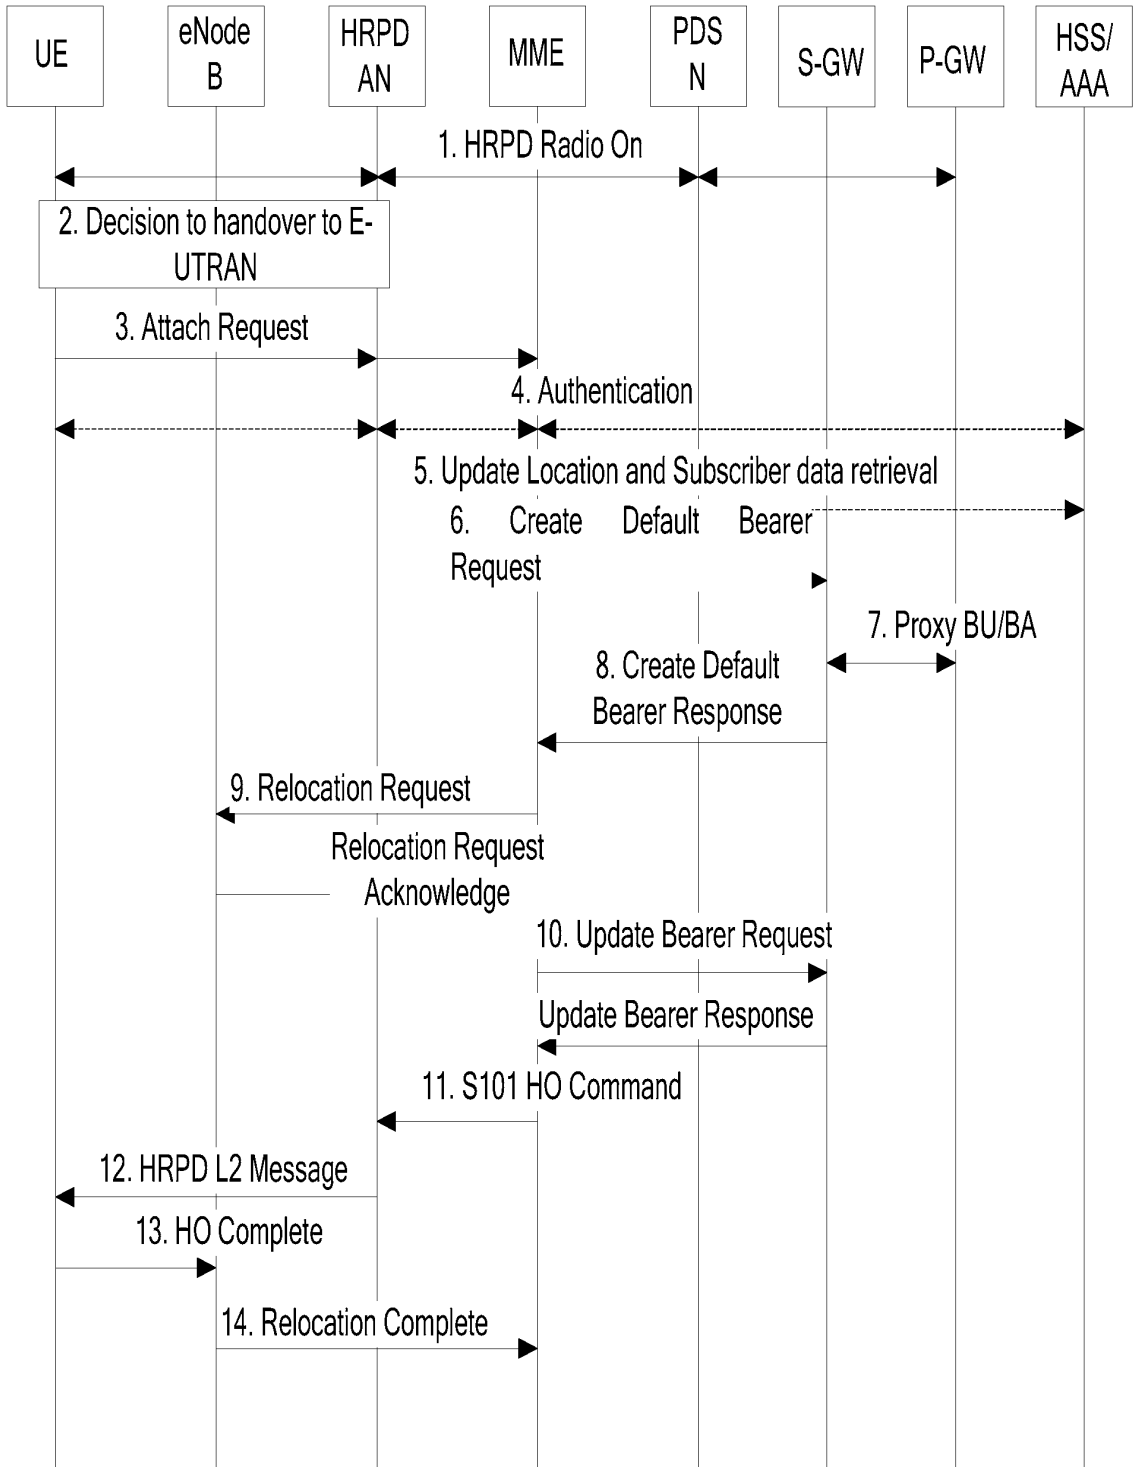 UE
eNode
B
HRPD
AN
MME
PDS
N
S-GW
P-GW
HSS/
AAA
1. HRPD Radio On
2. Decision to handover to E-
UTRAN
3. Attach Request
4. Authentication
5. Update Location and Subscriber data retrieval
6. Create Default Bearer
Request
7. Proxy BU/BA
8. Create Default
Bearer Response
9. Relocation Request
Relocation Request
Acknowledge
10. Update Bearer Request
Update Bearer Response
11. S101 HO Command
12. HRPD L2 Message
13. HO Complete
14. Relocation Complete